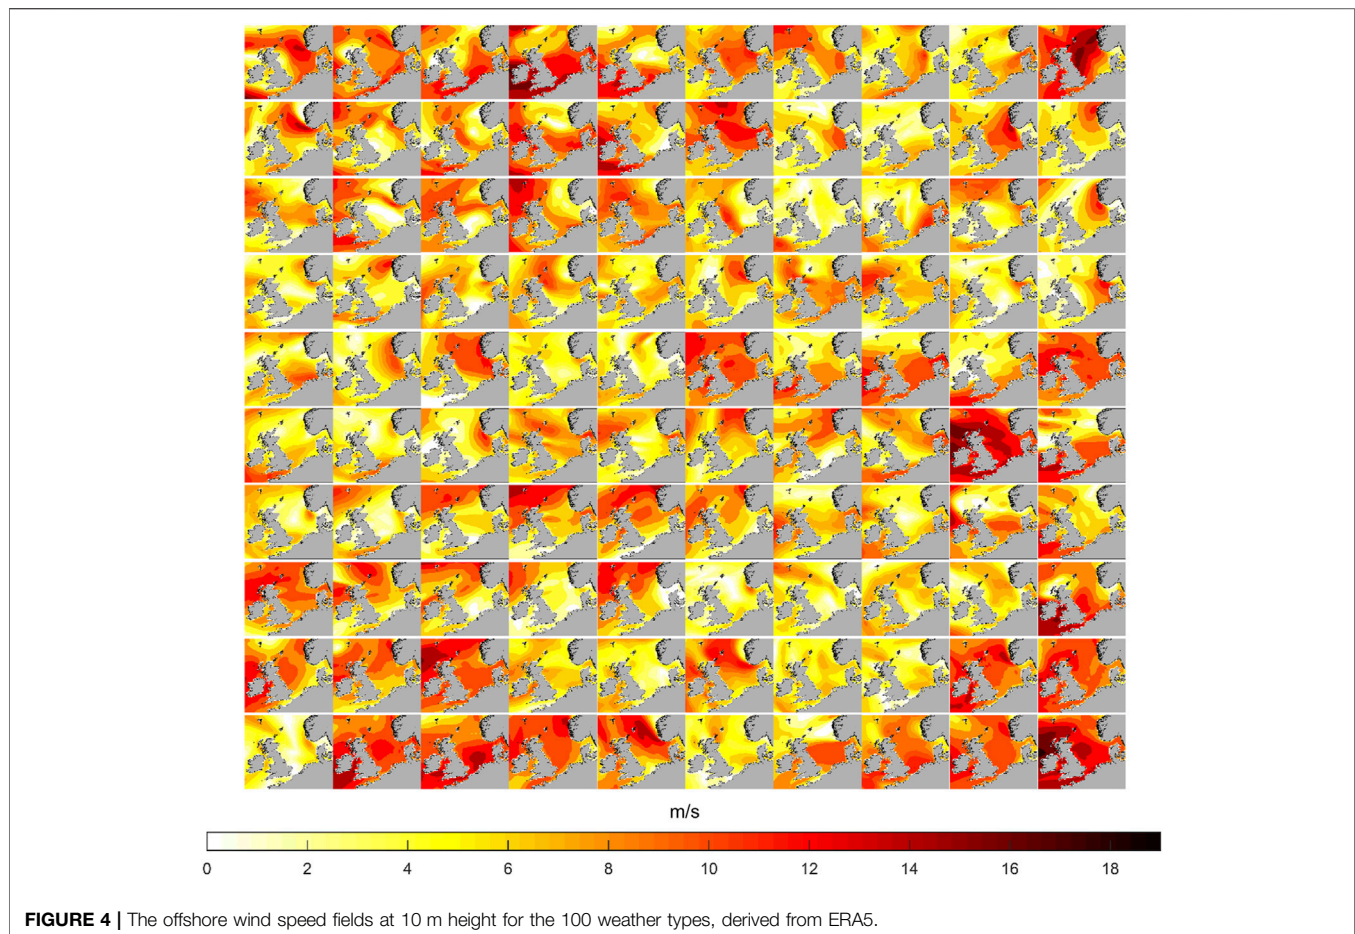 m/s
0 2 4 6 8 10 12 14 16 18
FIGURE 4 | The offshore wind speed fields at 10 m height for the 100 weather types, derived from ERA5.